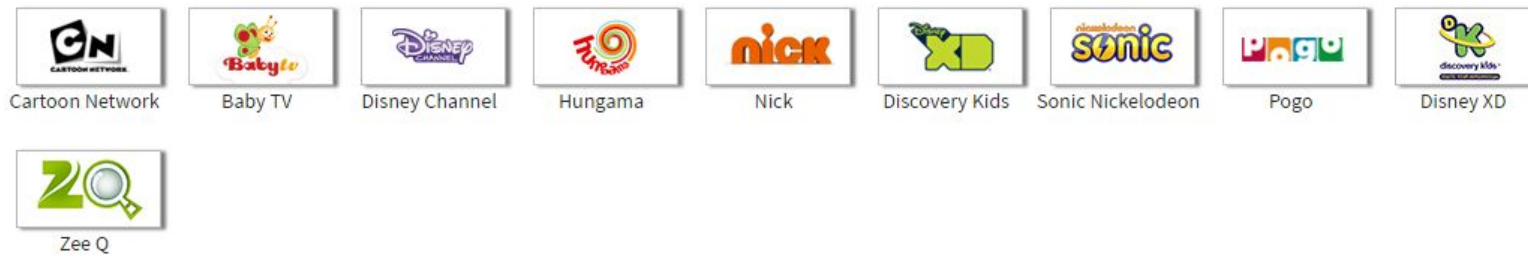 CN
CARTOON NETWORK
Baby tv
Disney CHANNEL
hungama
nick
Disney XD
nickelodeon
sonic
Pogo
D
K
discovery kids
Cartoon Network Baby TV Disney Channel Hungama Nick Discovery Kids Sonic Nickelodeon Pogo Disney XD
ZQ
Zee Q